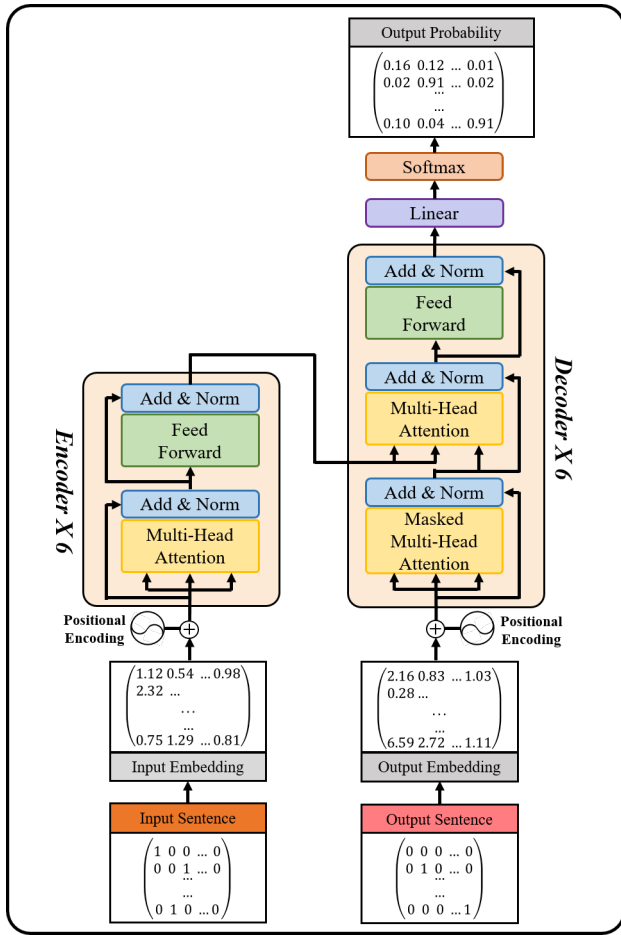 Output Probability
0.16 0.12 ... 0.01
0.02 0.91 ... 0.02
...
...
0.10 0.04 ... 0.91
Softmax
Linear
Add & Norm
Feed
Forward
Add & Norm
Multi-Head
Attention
Add & Norm
Masked
Multi-Head
Attention
Decoder X 6
Add & Norm
Feed
Forward
Add & Norm
Multi-Head
Attention
Encoder X 6
Positional
Encoding
+
+
Positional
Encoding
1.12 0.54 ... 0.98
2.32 ...
...
...
0.75 1.29 ... 0.81
Input Embedding
2.16 0.83 ... 1.03
0.28 ...
...
...
6.59 2.72 ... 1.11
Output Embedding
Input Sentence
1 0 0 ... 0
0 0 1 ... 0
...
...
0 1 0 ... 0
Output Sentence
0 0 0 ... 0
0 1 0 ... 0
...
...
0 0 0 ... 1